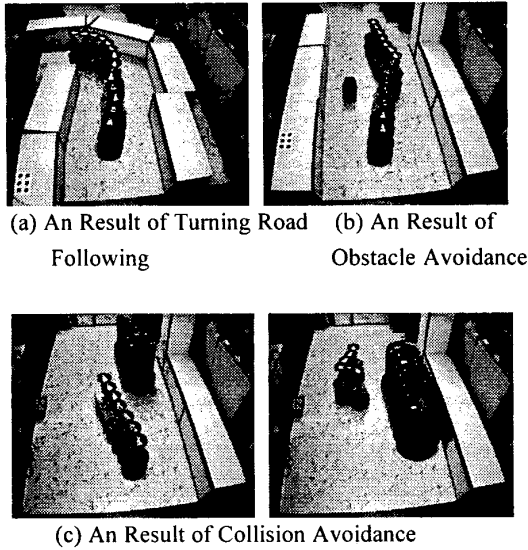 (a) An Result of Turning Road Following
(b) An Result of Obstacle Avoidance
(c) An Result of Collision Avoidance